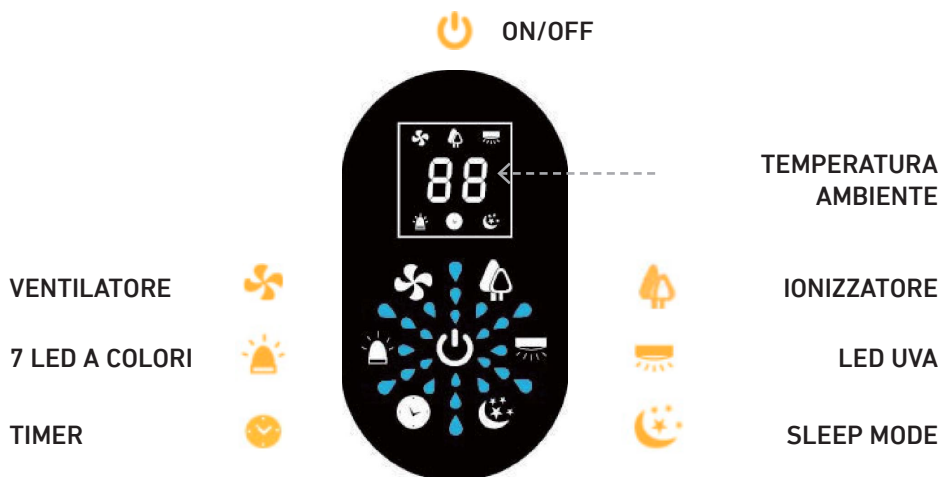 ON/OFF
88
TEMPERATURA
AMBIENTE
VENTILATORE
IONIZZATORE
7 LED A COLORI
LED UVA
TIMER
SLEEP MODE